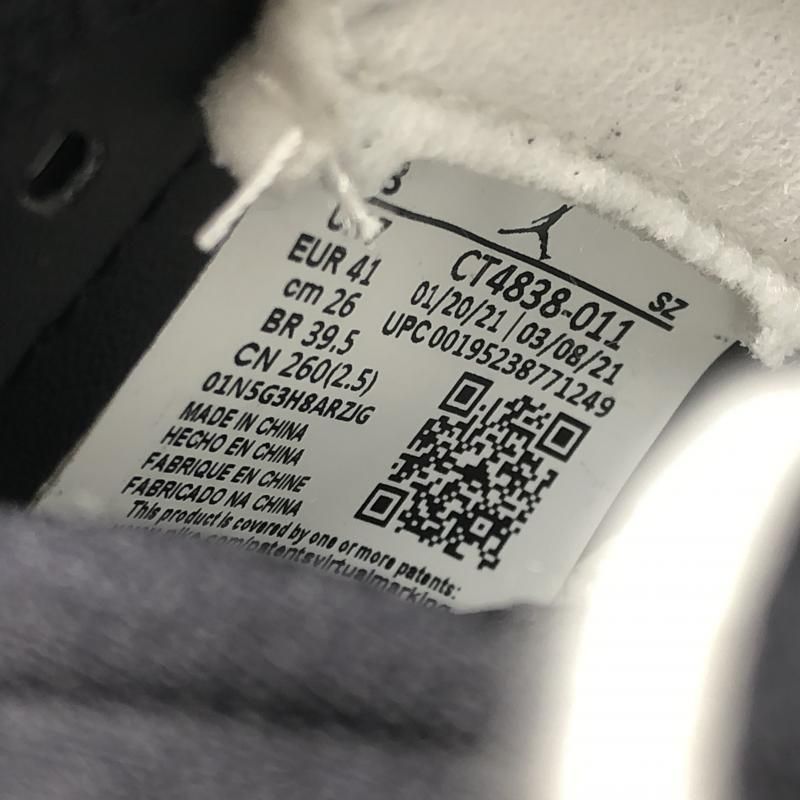 8
EUR 41
cm 26
BR 39.5
CN 260(2.5)
01N5G3H8ARZJG
MADE IN CHINA
HECHO EN CHINA
FABRIQUE EN CHINE
FABRICADO NA CHINA
This product is covered by one or more patents:
SZ
CT4838-011
01/20/21 | 03/08/21
UPC 00195238771249